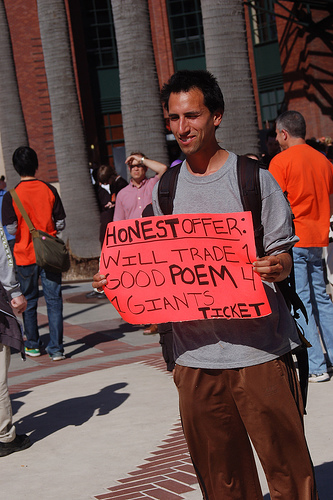 HONEST OFFER:
WILL TRADE 1
GOOD POEM 4
1 GIANTS
TICKET